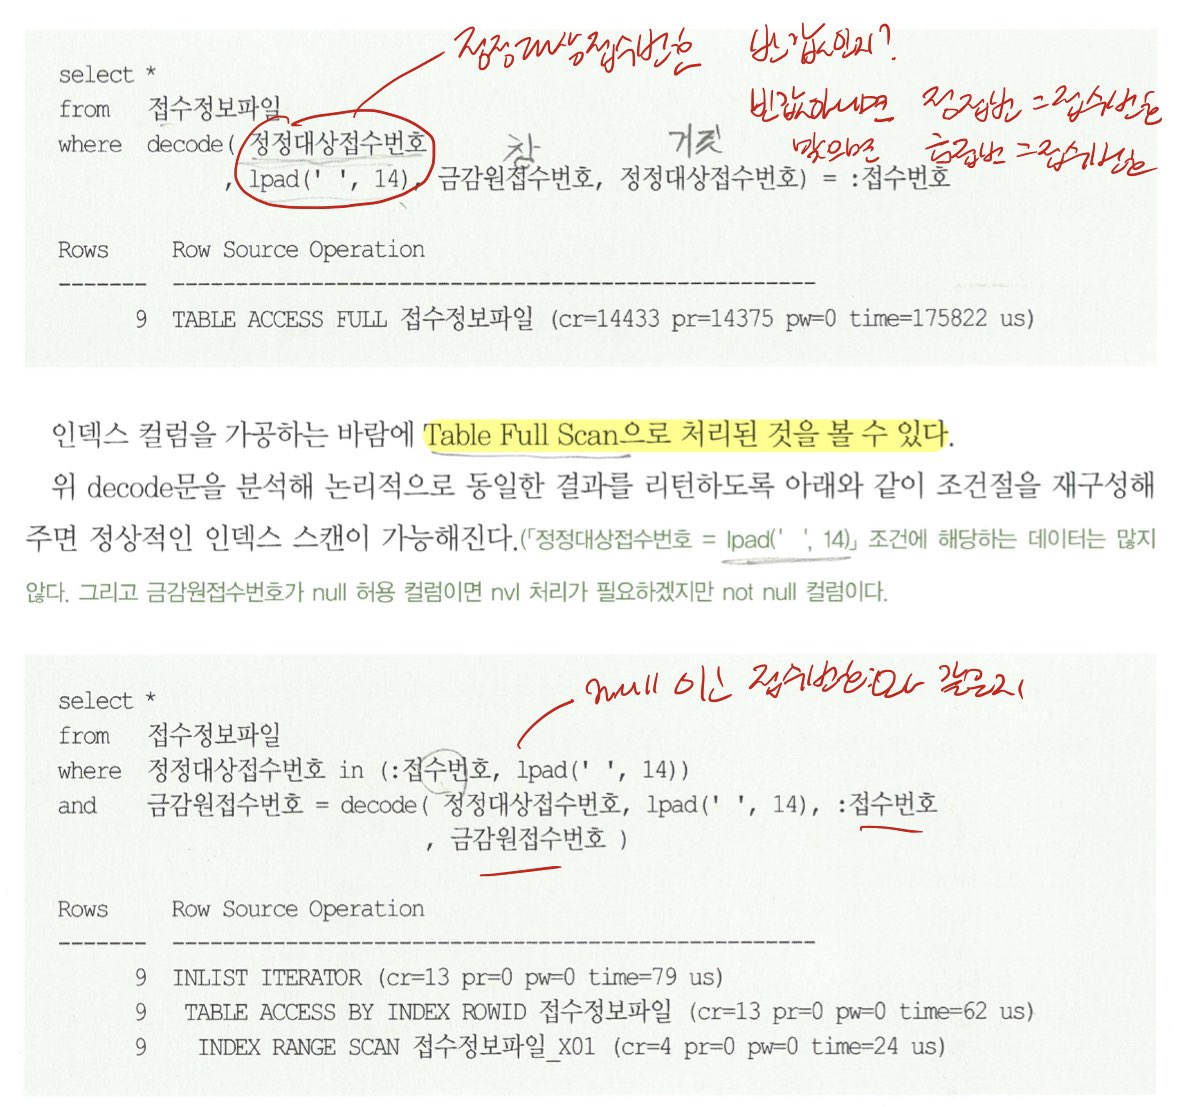 정정대상접수번호 빈값인지?
select *
from 접수정보파일
빈값아니면 정접번 = 접수번호
where decode( 정정대상접수번호
참 거짓
맞으면 금접번 = 접수번호
, lpad(' ', 14), 금감원접수번호, 정정대상접수번호) = :접수번호
Rows Row Source Operation
------- ---------------------------------------------------
9 TABLE ACCESS FULL 접수정보파일 (cr=14433 pr=14375 pw=0 time=175822 us)
인덱스 컬럼을 가공하는 바람에 Table Full Scan으로 처리된 것을 볼 수 있다.
위 decode문을 분석해 논리적으로 동일한 결과를 리턴하도록 아래와 같이 조건절을 재구성해
주면 정상적인 인덱스 스캔이 가능해진다.(「정정대상접수번호 = lpad(' ', 14)」 조건에 해당하는 데이터는 많지
않다. 그리고 금감원접수번호가 null 허용 컬럼이면 nvl 처리가 필요하겠지만 not null 컬럼이다.
null 이나 접수번호와 같은지
select *
from 접수정보파일
where 정정대상접수번호 in (:접수번호, lpad(' ', 14))
and 금감원접수번호 = decode( 정정대상접수번호, lpad(' ', 14), :접수번호
, 금감원접수번호 )
Rows Row Source Operation
------- ---------------------------------------------------
9 INLIST ITERATOR (cr=13 pr=0 pw=0 time=79 us)
9 TABLE ACCESS BY INDEX ROWID 접수정보파일 (cr=13 pr=0 pw=0 time=62 us)
9 INDEX RANGE SCAN 접수정보파일_X01 (cr=4 pr=0 pw=0 time=24 us)